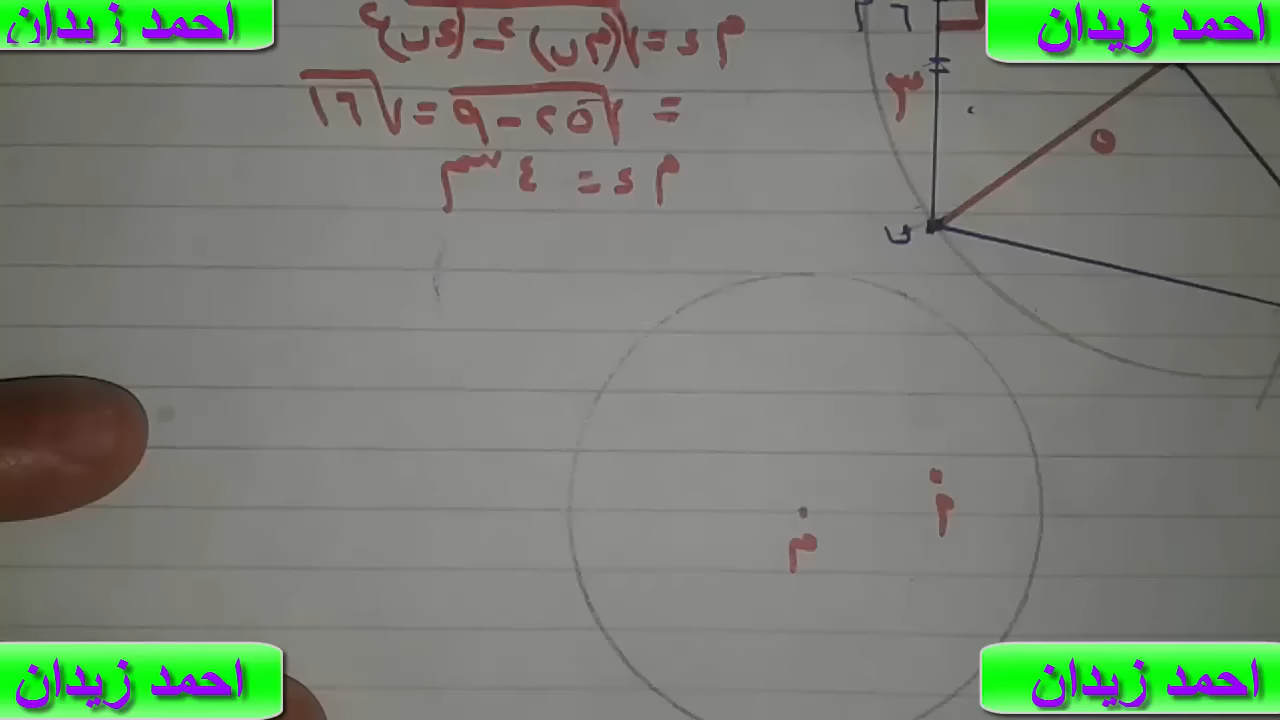 احمد زيدان
احمد زيدان
م د = √(م ب)² - (د ب)²
= √٢٥ - ٩ = √١٦
م د = ٤ سم
٣
٥
ب
م
م
احمد زيدان
احمد زيدان